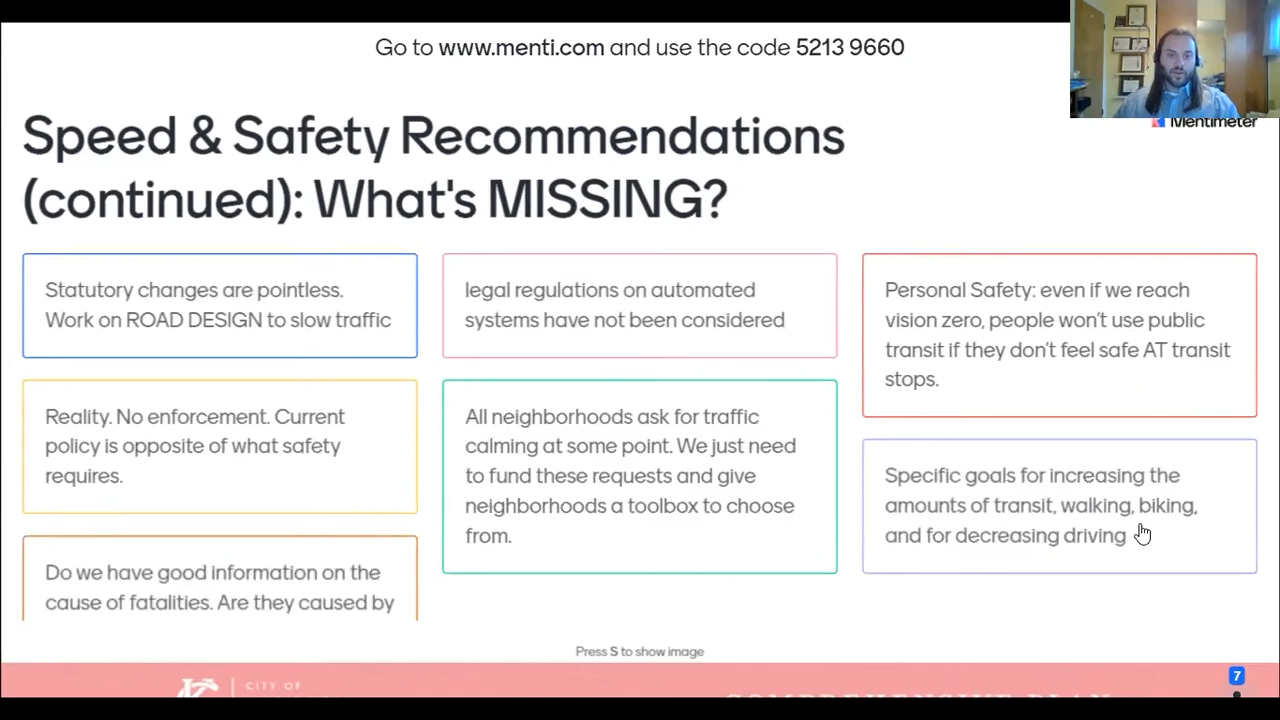 Go to www.menti.com and use the code 5213 9660
Mentimeter
Speed & Safety Recommendations
(continued): What's MISSING?
Statutory changes are pointless.
Work on ROAD DESIGN to slow traffic
legal regulations on automated
systems have not been considered
Personal Safety: even if we reach
vision zero, people won't use public
transit if they don't feel safe AT transit
stops.
Reality. No enforcement. Current
policy is opposite of what safety
requires.
All neighborhoods ask for traffic
calming at some point. We just need
to fund these requests and give
neighborhoods a toolbox to choose
from.
Specific goals for increasing the
amounts of transit, walking, biking,
and for decreasing driving
Do we have good information on the
cause of fatalities. Are they caused by
Press S to show image
7
CITY OF
COMPREHENSIVE PLAN